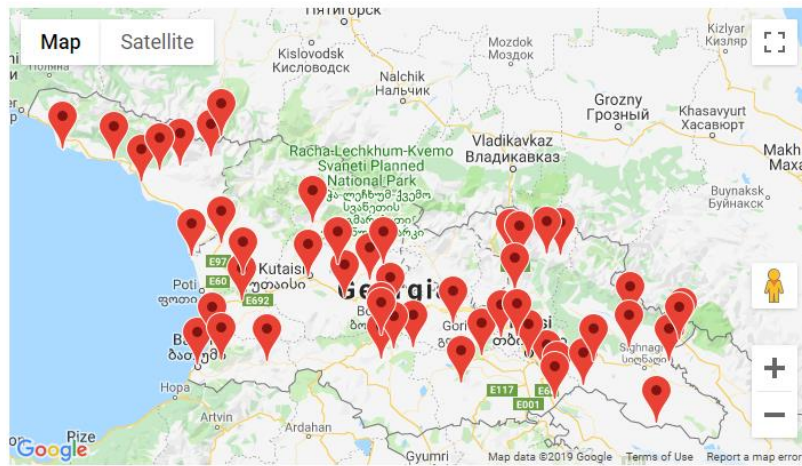 Пятигорск
Map
Satellite
Kislovodsk
Кисловодск
Mozdok
Моздок
Kizlyar
Кизляр
Nalchik
Нальчик
Grozny
Грозный
Khasavyurt
Хасавюрт
Vladikavkaz
Владикавказ
Makh
Маха
Buynaksk
Буйнакск
Racha-Lechkhum-Kvemo
Svaneti Planned
National Park
E97
E60
Poti
ფოთი
E692
Kutaisi
Georgia
Gori
Sighnaghi
სიღნაღი
ბათუმი
Hopa
Artvin
Ardahan
E117
E001
Rize
Google
Gyumri
Map data ©2019 Google
Terms of Use
Report a map error